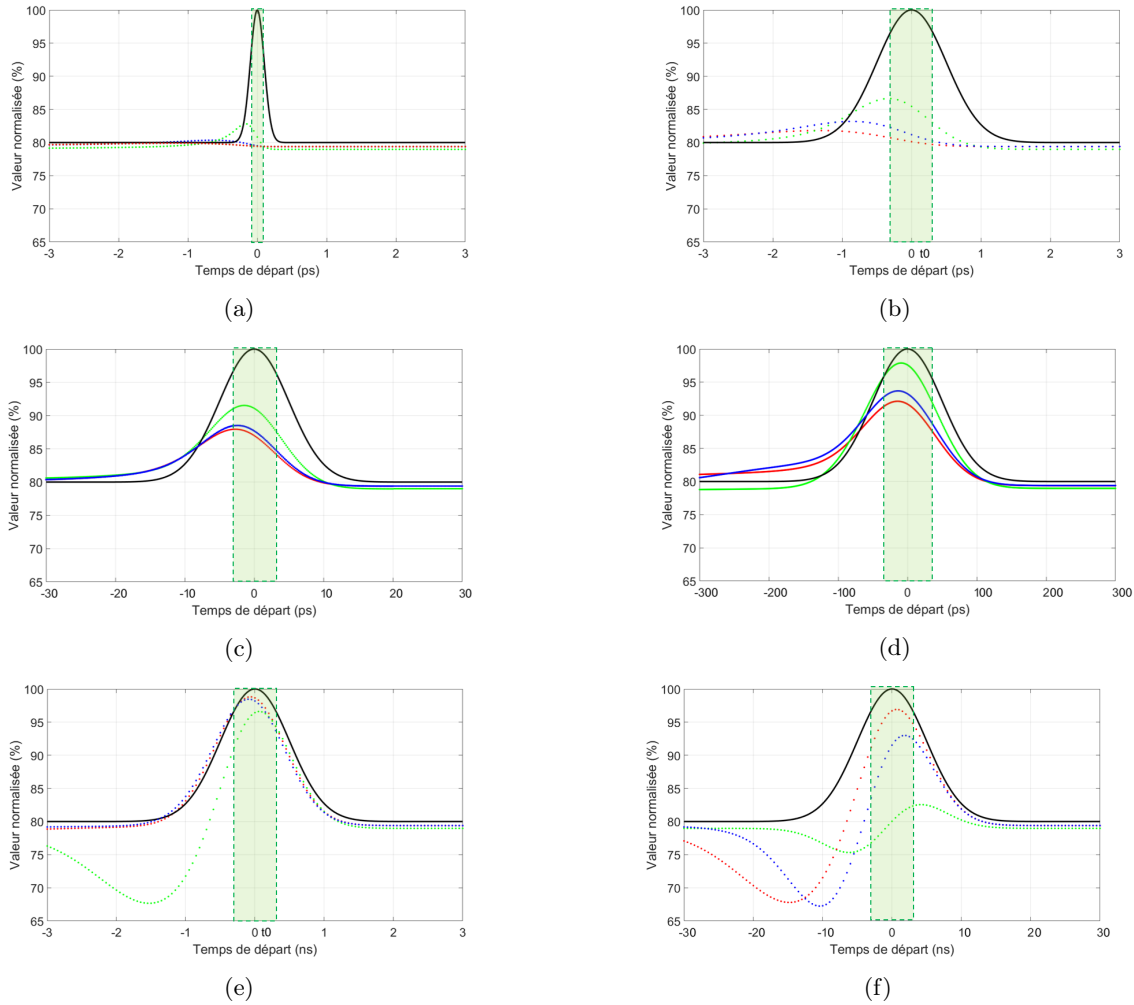 100
95
90
85
80
75
70
65
Valeur normalisée (%)
-3 -2 -1 0 1 2 3
Temps de départ (ps)
(a)
100
95
90
85
80
75
70
65
Valeur normalisée (%)
-3 -2 -1 0 t0 1 2 3
Temps de départ (ps)
(b)
100
95
90
85
80
75
70
65
Valeur normalisée (%)
-30 -20 -10 0 10 20 30
Temps de départ (ps)
(c)
100
95
90
85
80
75
70
65
Valeur normalisée (%)
-300 -200 -100 0 100 200 300
Temps de départ (ps)
(d)
100
95
90
85
80
75
70
65
Valeur normalisée (%)
-3 -2 -1 0 t0 1 2 3
Temps de départ (ns)
(e)
100
95
90
85
80
75
70
65
Valeur normalisée (%)
-30 -20 -10 0 10 20 30
Temps de départ (ns)
(f)